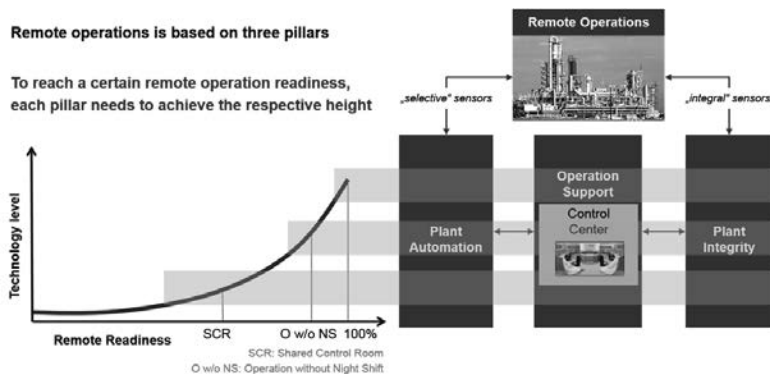 Remote operations is based on three pillars
To reach a certain remote operation readiness,
each pillar needs to achieve the respective height
Remote Operations
„selective" sensors
„integral" sensors
Technology level
Remote Readiness
SCR
O w/o NS
100%
SCR: Shared Control Room
O w/o NS: Operation without Night Shift
Plant
Automation
Operation
Support
Control
Center
Plant
Integrity